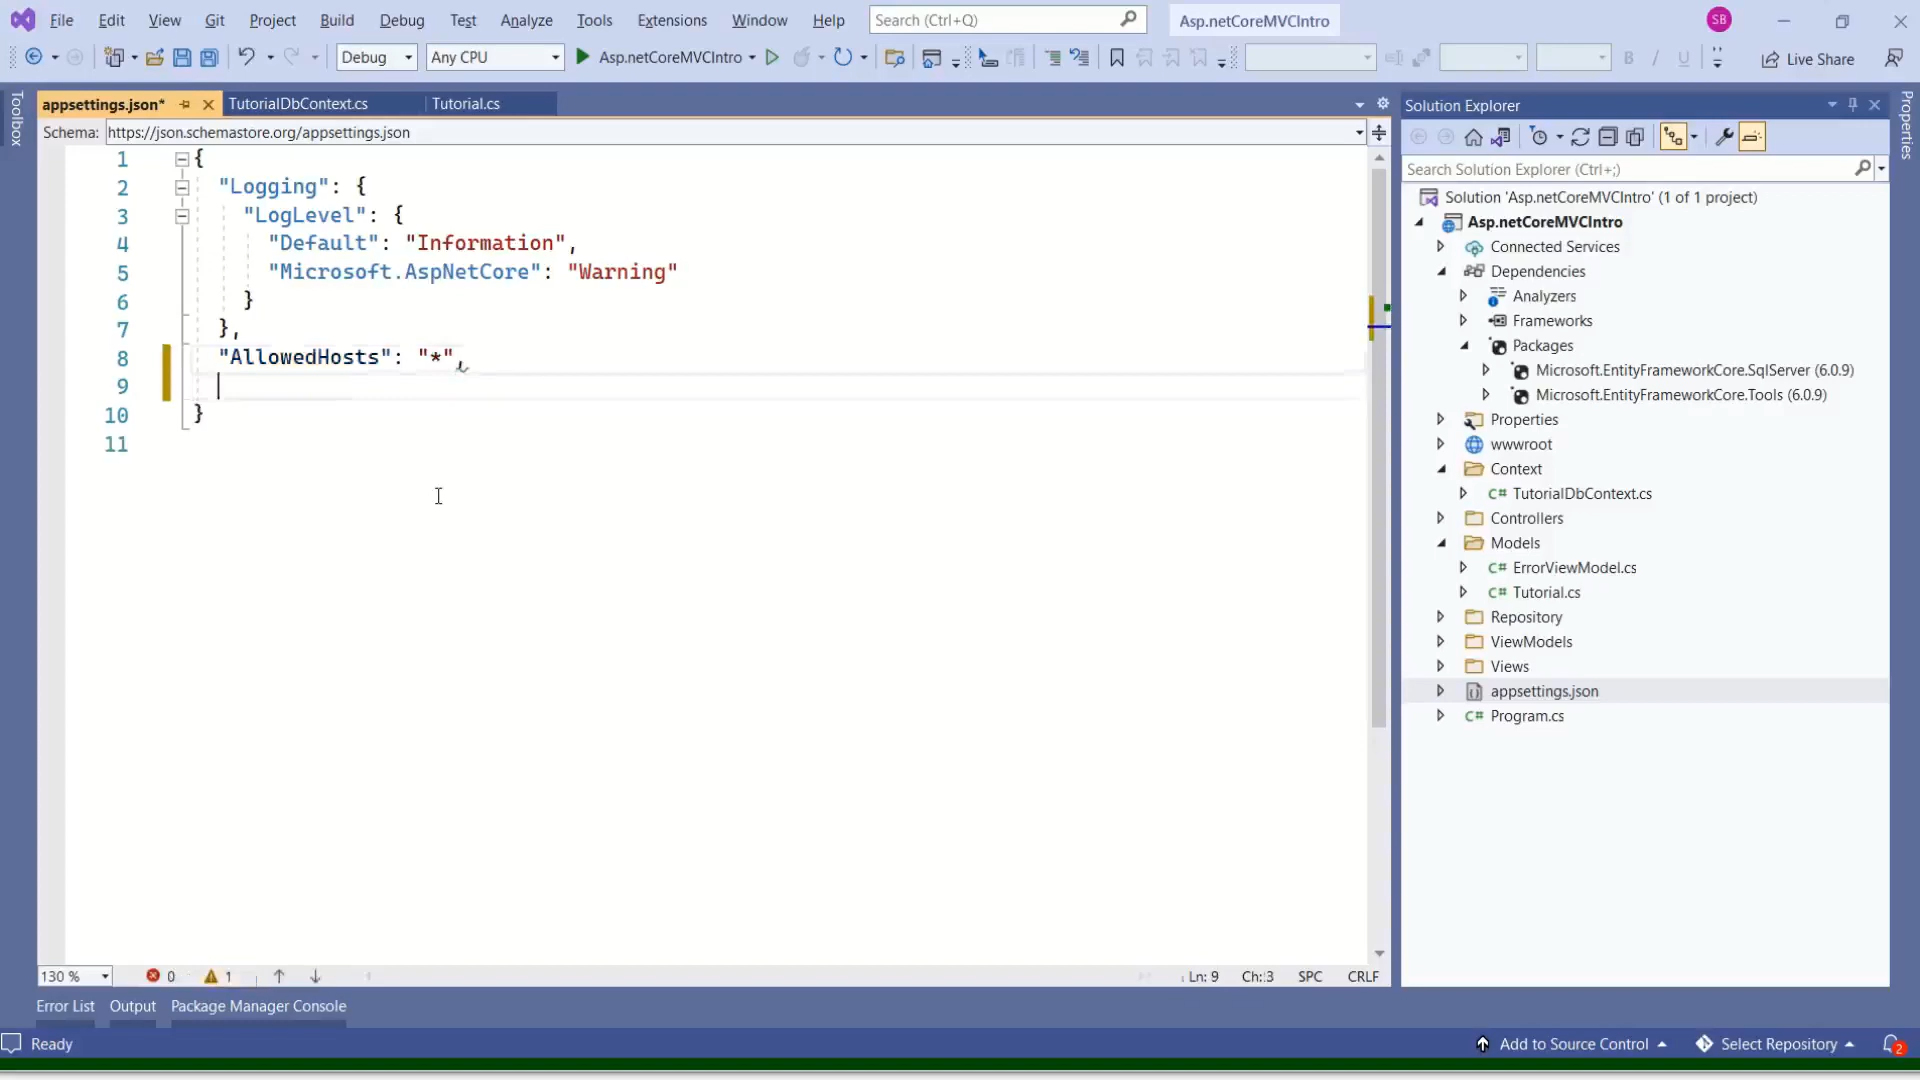 File Edit View Git Project Build Debug Test Analyze Tools Extensions Window Help Search (Ctrl+Q) Asp.netCoreMVCIntro SB
Debug Any CPU Asp.netCoreMVCIntro Live Share
appsettings.json* TutorialDbContext.cs Tutorial.cs
Schema: https://json.schemastore.org/appsettings.json
1 {
2 "Logging": {
3 "LogLevel": {
4 "Default": "Information",
5 "Microsoft.AspNetCore": "Warning"
6 }
7 },
8 "AllowedHosts": "*",
9
10 }
11
130 % 0 1 Ln: 9 Ch: 3 SPC CRLF
Error List Output Package Manager Console
Ready Add to Source Control Select Repository 2
Toolbox
Solution Explorer
Search Solution Explorer (Ctrl+;)
Solution 'Asp.netCoreMVCIntro' (1 of 1 project)
Asp.netCoreMVCIntro
Connected Services
Dependencies
Analyzers
Frameworks
Packages
Microsoft.EntityFrameworkCore.SqlServer (6.0.9)
Microsoft.EntityFrameworkCore.Tools (6.0.9)
Properties
wwwroot
Context
C# TutorialDbContext.cs
Controllers
Models
C# ErrorViewModel.cs
C# Tutorial.cs
Repository
ViewModels
Views
appsettings.json
C# Program.cs
Properties